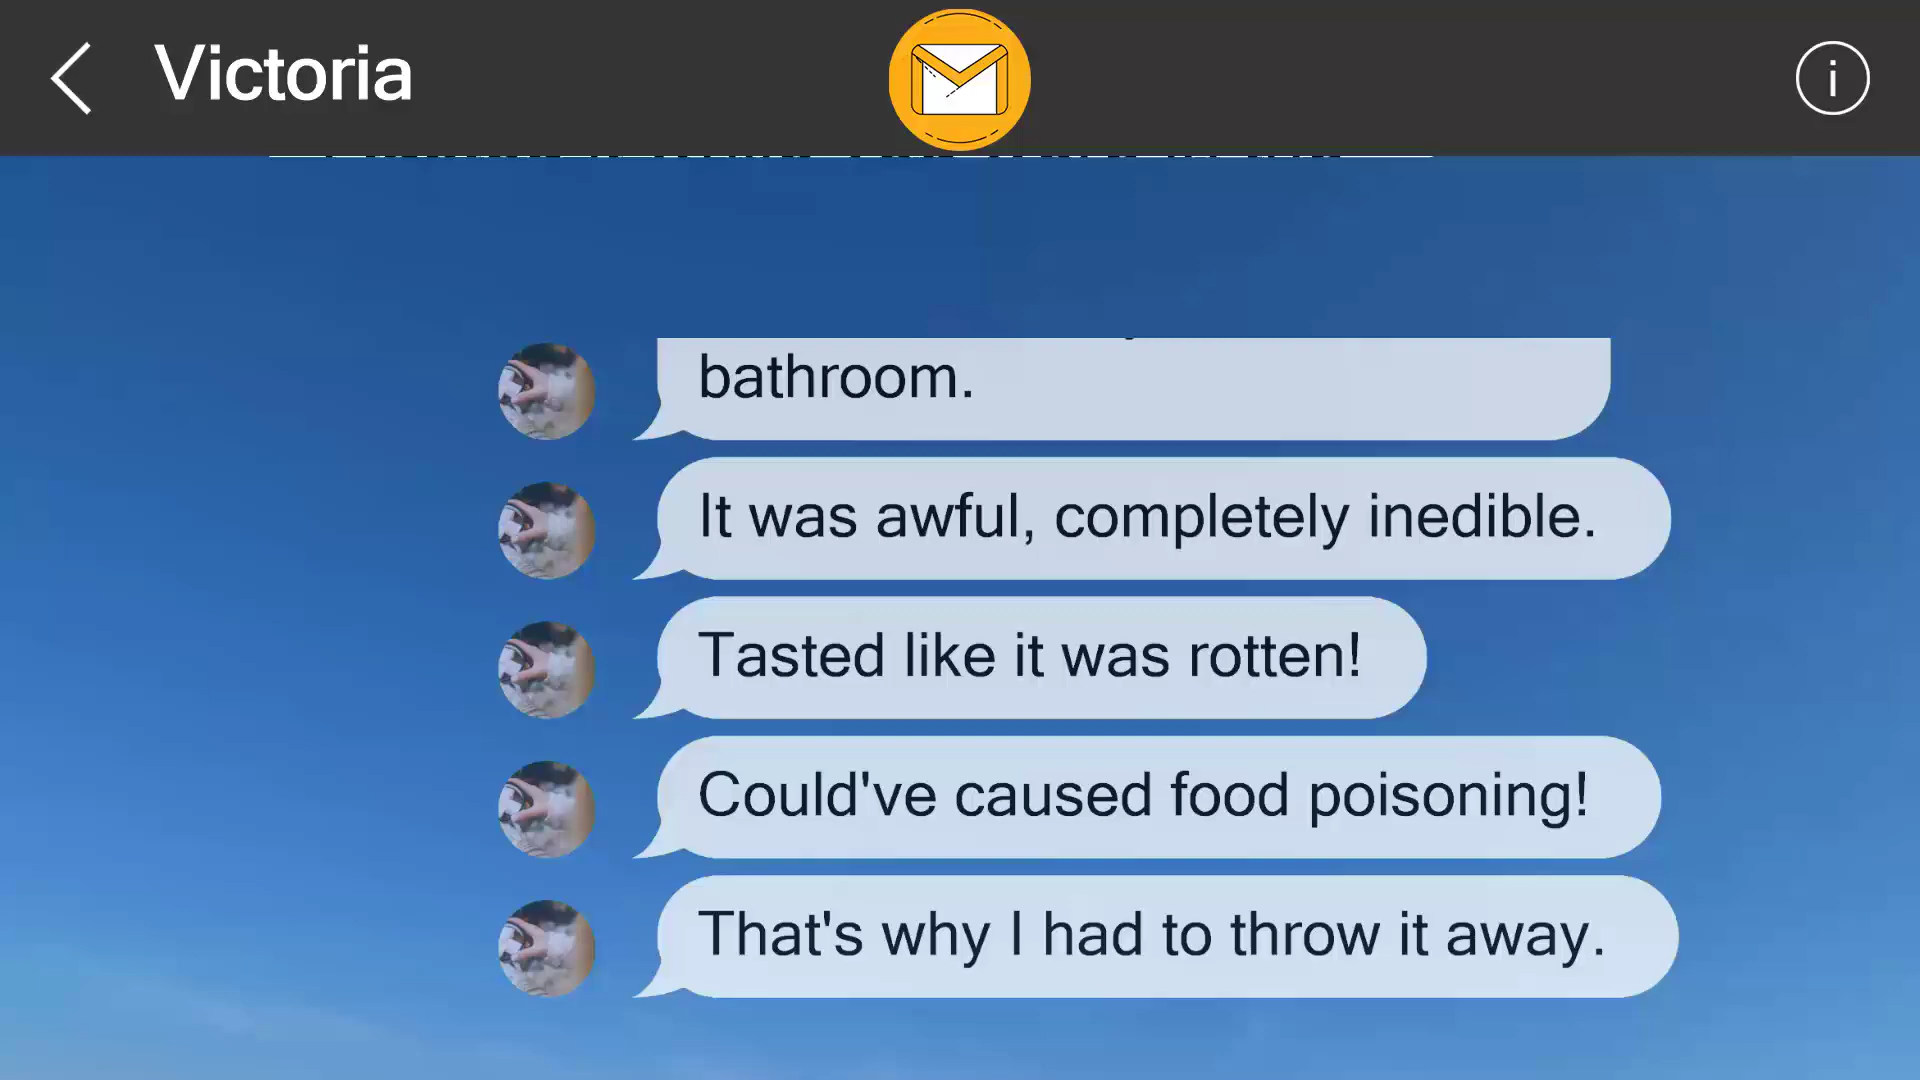 Victoria
bathroom.
It was awful, completely inedible.
Tasted like it was rotten!
Could've caused food poisoning!
That's why I had to throw it away.